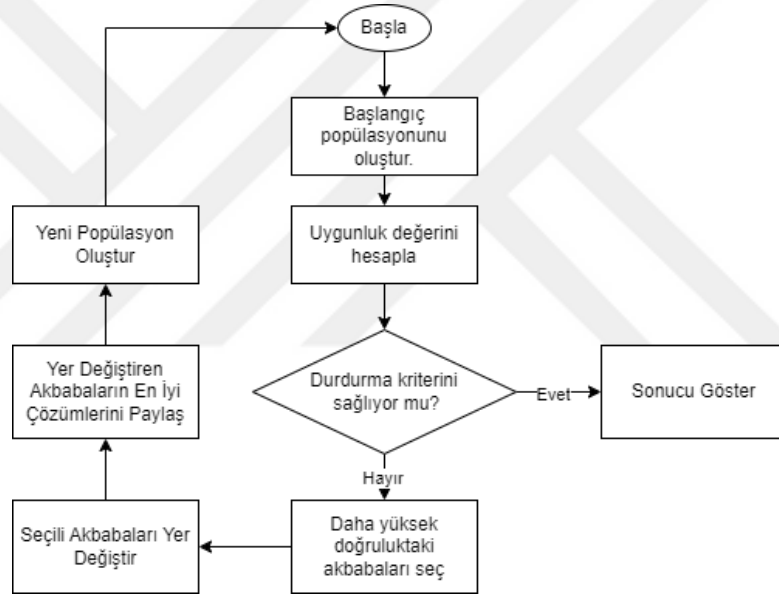 Başla
Başlangıç
popülasyonunu
oluştur.
Uygunluk değerini
hesapla
Durdurma kriterini
sağlıyor mu?
Evet
Sonucu Göster
Hayır
Daha yüksek
doğruluktaki
akbabaları seç
Seçili Akbabaları Yer
Değiştir
Yer Değiştiren
Akbabaların En İyi
Çözümlerini Paylaş
Yeni Popülasyon
Oluştur